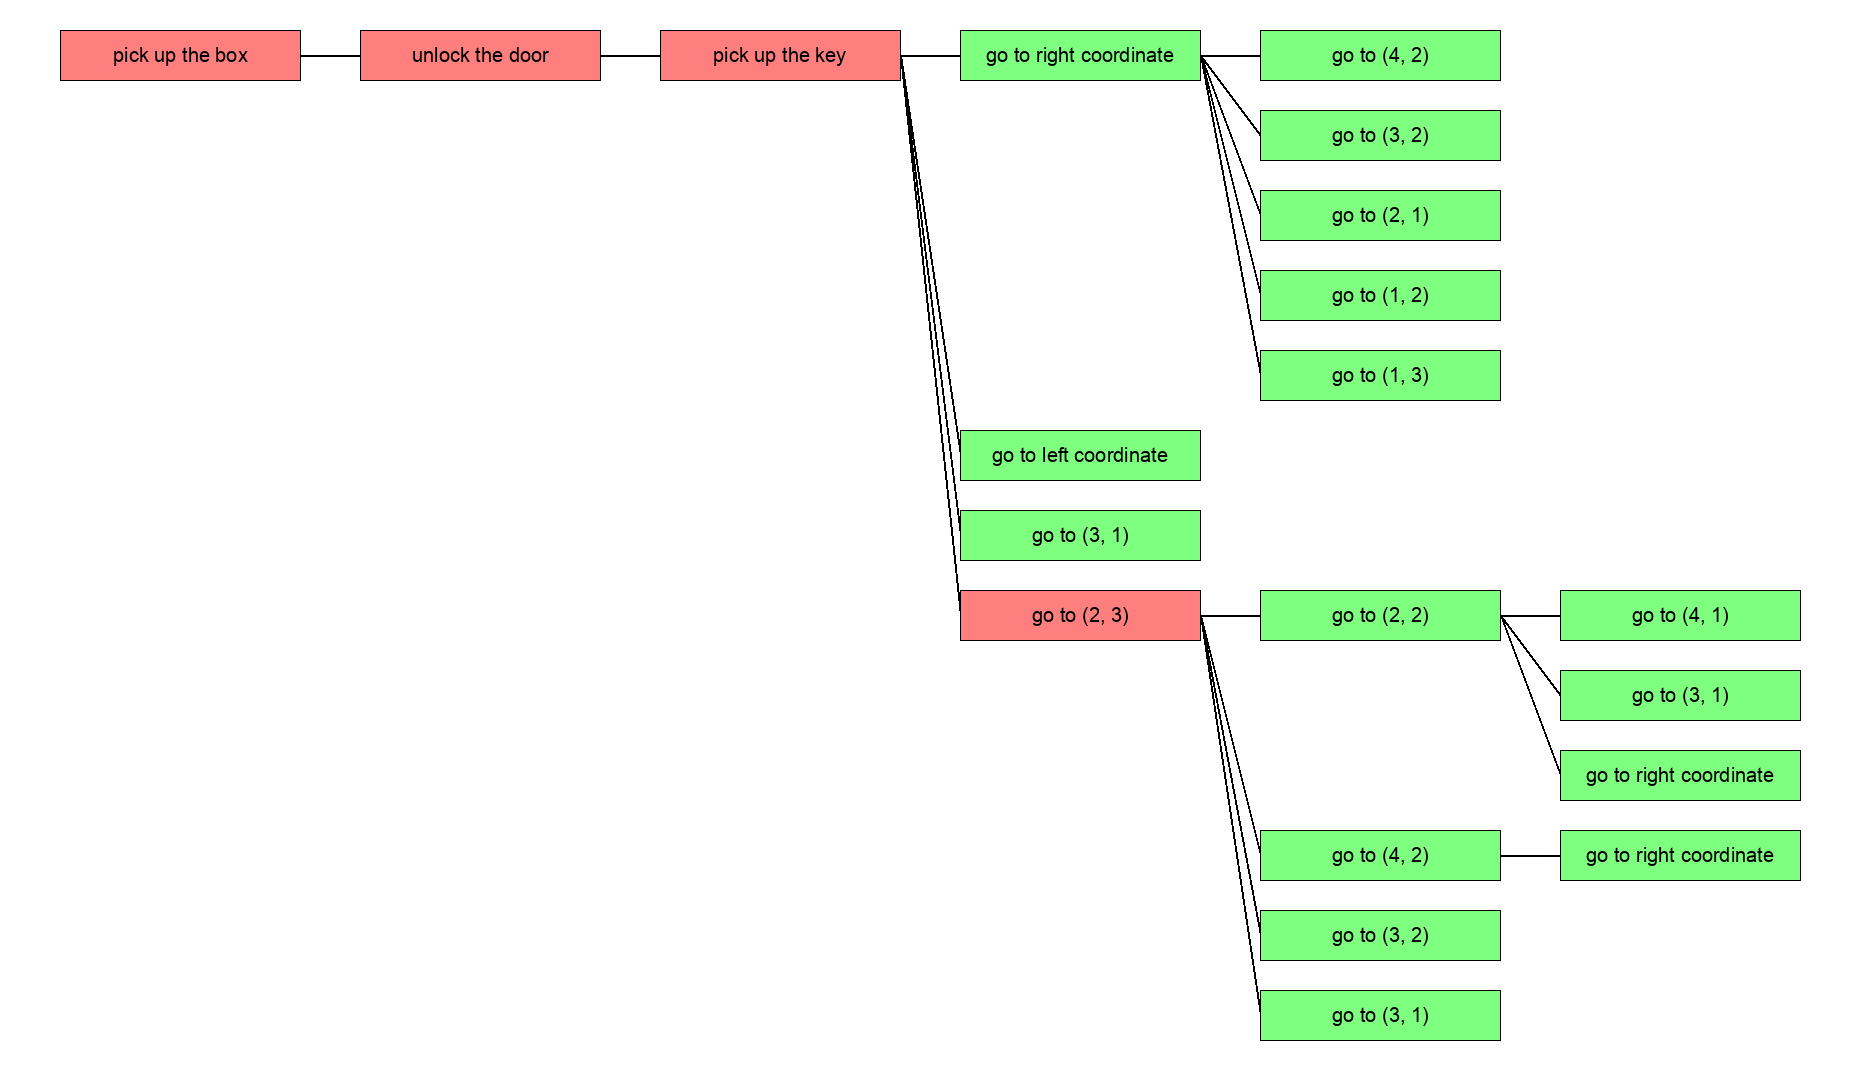 pick up the box
unlock the door
pick up the key
go to right coordinate
go to (4, 2)
go to (3, 2)
go to (2, 1)
go to (1, 2)
go to (1, 3)
go to left coordinate
go to (3, 1)
go to (2, 3)
go to (2, 2)
go to (4, 1)
go to (3, 1)
go to right coordinate
go to (4, 2)
go to right coordinate
go to (3, 2)
go to (3, 1)